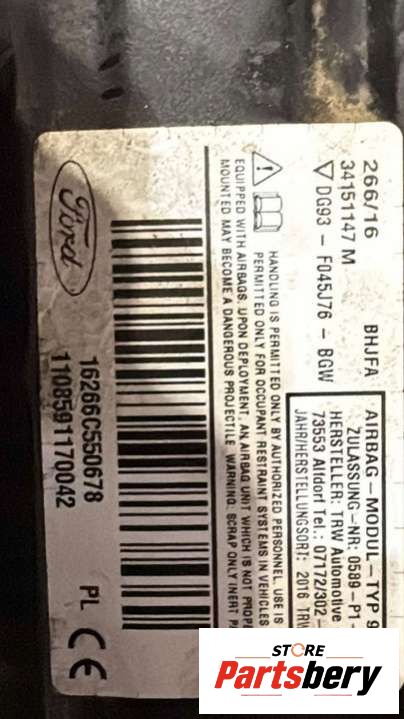 266/16 BHJFA
34151147 M
DG93 - F045J76 - BGW
AIRBAG-MODUL-TYP 9
ZULASSUNG-NR: 0589-P1-
HERSTELLER: TRW Automotive
73553 Alfdorf Tel.: 07172/302-
JAHR/HERSTELLUNGSORT: 2016 TRW
HANDLING IS PERMITTED ONLY BY AUTHORIZED PERSONNEL. USE IS
PERMITTED ONLY FOR OCCUPANT RESTRAINT SYSTEMS IN VEHICLES
EQUIPPED WITH AIRBAGS. UPON DEPLOYMENT, AN AIRBAG UNIT WHICH IS NOT PROPE
MOUNTED MAY BECOME A DANGEROUS PROJECTILE. WARNING: SCRAP ONLY INERT P
Ford
16266C550678
1108591170042
PL CE
STORE
Partsbery